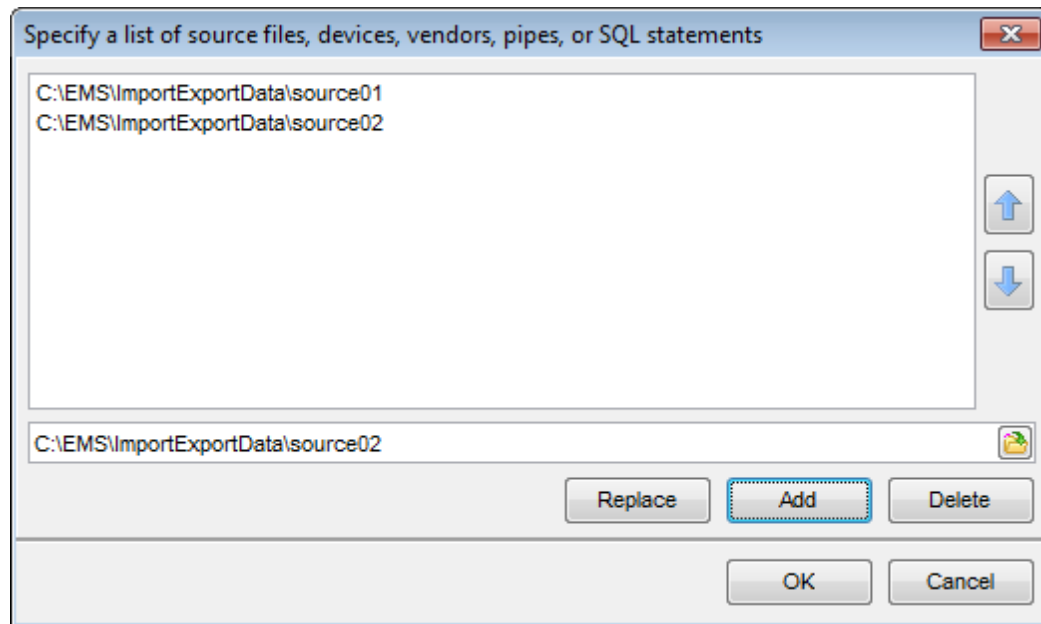 Specify a list of source files, devices, vendors, pipes, or SQL statements
C:\EMS\ImportExportData\source01
C:\EMS\ImportExportData\source02
C:\EMS\ImportExportData\source02
Replace Add Delete
OK Cancel